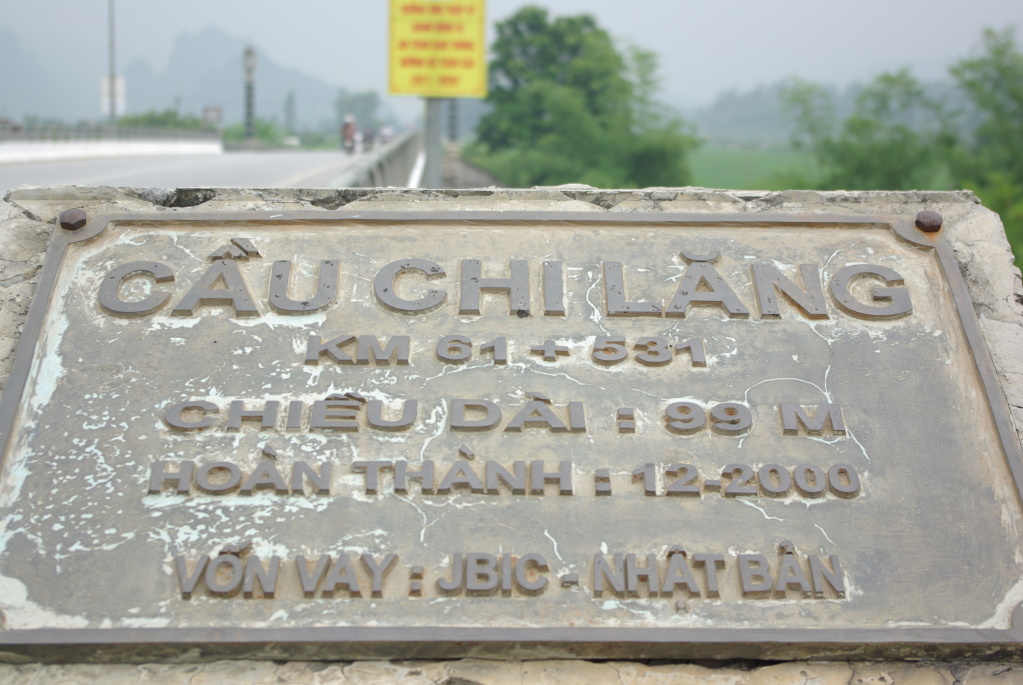 CẦU CHI LĂNG
KM 61 + 531
CHIỀU DÀI : 99 M
HOÀN THÀNH : 12-2000
VỐN VAY : JBIC - NHẬT BẢN